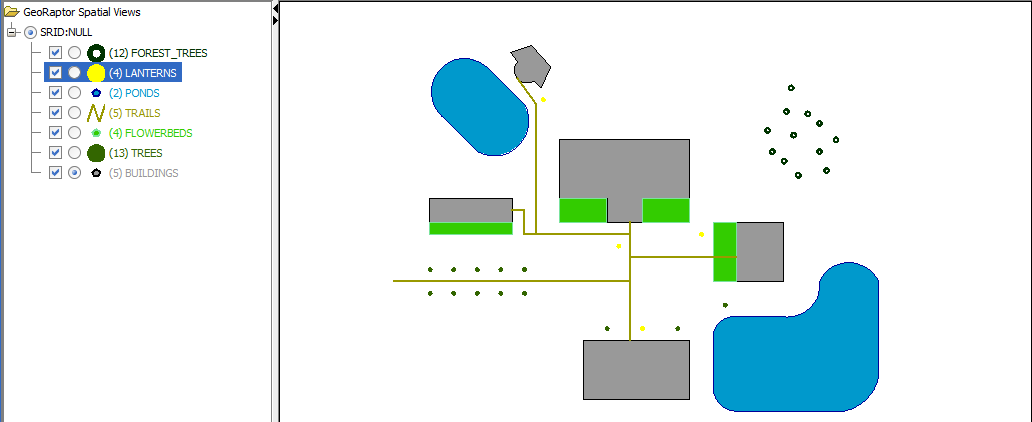 GeoRaptor Spatial Views
SRID:NULL
(12) FOREST_TREES
(4) LANTERNS
(2) PONDS
(5) TRAILS
(4) FLOWERBEDS
(13) TREES
(5) BUILDINGS